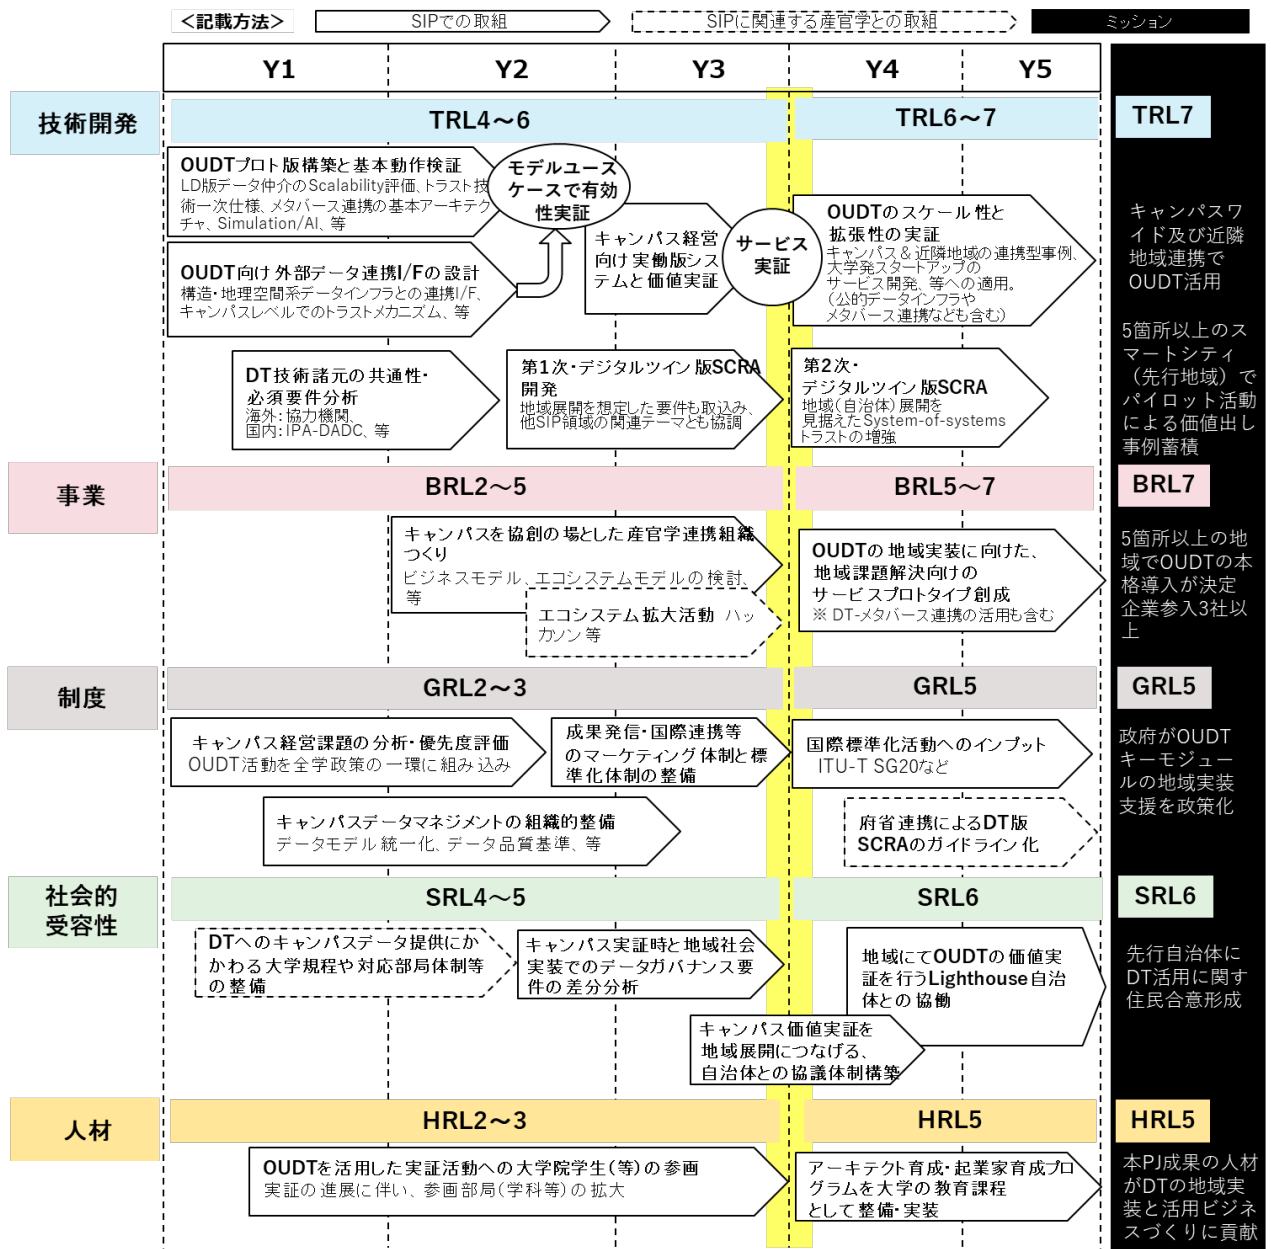 <記載方法>
SIPでの取組
SIPに関連する産官学との取組
ミッション
Y1
Y2
Y3
Y4
Y5
技術開発
TRL4～6
TRL6～7
TRL7
OUDTプロト版構築と基本動作検証
LD版データ仲介のScalability評価、トラスト技
術一次仕様、メタバース連携の基本アーキテク
チャ、Simulation/AI、等
モデルユース
ケースで有効
性実証
OUDT向け外部データ連携I/Fの設計
構造・地理空間系データインフラとの連携I/F、
キャンパスレベルでのトラストメカニズム、等
キャンパス経営
向け実働版シス
テムと価値実証
サービス
実証
OUDTのスケール性と
拡張性の実証
キャンパス＆近隣地域の連携型事例、
大学発スタートアップの
サービス開発、等への適用。
（公的データインフラや
メタバース連携なども含む）
キャンパスワ
イド及び近隣
地域連携で
OUDT活用
DT技術諸元の共通性・
必須要件分析
海外：協力機関、
国内：IPA-DADC、等
第1次・デジタルツイン版SCRA
開発
地域展開を想定した要件も取込み、
他SIP領域の関連テーマとも協調
第2次・
デジタルツイン版SCRA
地域（自治体）展開を
見据えたSystem-of-systems
トラストの増強
5箇所以上のス
マートシティ
（先行地域）で
パイロット活動
による価値出し
事例蓄積
事業
BRL2～5
BRL5～7
BRL7
キャンパスを協創の場とした産官学連携組織
つくり
ビジネスモデル、エコシステムモデルの検討、
等
エコシステム拡大活動 ハッ
カソン等
OUDTの地域実装に向けた、
地域課題解決向けの
サービスプロトタイプ創成
※ DT-メタバース連携の活用も含む
5箇所以上の地
域でOUDTの本
格導入が決定
企業参入3社以
上
制度
GRL2～3
GRL5
GRL5
キャンパス経営課題の分析・優先度評価
OUDT活動を全学政策の一環に組み込み
成果発信・国際連携等
のマーケティング体制と標
準化体制の整備
国際標準化活動へのインプット
ITU-T SG20など
キャンパスデータマネジメントの組織的整備
データモデル統一化、データ品質基準、等
府省連携によるDT版
SCRAのガイドライン化
政府がOUDT
キーモジュー
ルの地域実装
支援を政策化
社会的
受容性
SRL4～5
SRL6
SRL6
DTへのキャンパスデータ提供にか
かわる大学規程や対応部局体制等
の整備
キャンパス実証時と地域社会
実装でのデータガバナンス要
件の差分分析
地域にてOUDTの価値実
証を行うLighthouse自治
体との協働
キャンパス価値実証を
地域展開につなげる、
自治体との協議体制構築
先行自治体に
DT活用に関す
住民合意形成
人材
HRL2～3
HRL5
HRL5
OUDTを活用した実証活動への大学院学生(等)の参画
実証の進展に伴い、参画部局(学科等)の拡大
アーキテクト育成・起業家育成プロ
グラムを大学の教育課程
として整備・実装
本PJ成果の人材
がDTの地域実
装と活用ビジネ
スづくりに貢献